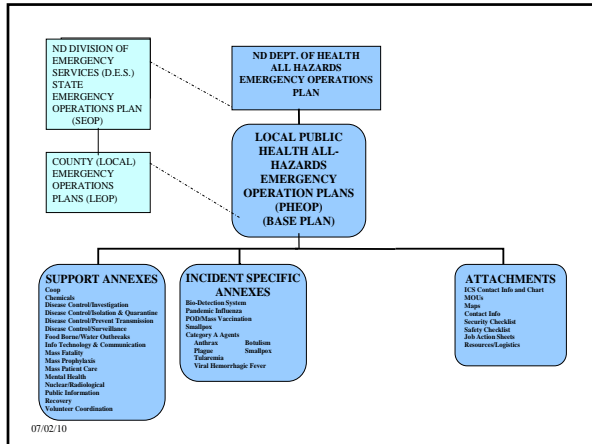 ND DIVISION OF
EMERGENCY
SERVICES (D.E.S.)
STATE
EMERGENCY
OPERATIONS PLAN
(SEOP)
ND DEPT. OF HEALTH
ALL HAZARDS
EMERGENCY OPERATIONS
PLAN
COUNTY (LOCAL)
EMERGENCY
OPERATIONS
PLANS (LEOP)
LOCAL PUBLIC
HEALTH ALL-
HAZARDS
EMERGENCY
OPERATION PLANS
(PHEOP)
(BASE PLAN)
SUPPORT ANNEXES
Coop
Chemicals
Disease Control/Investigation
Disease Control/Isolation & Quarantine
Disease Control/Prevent Transmission
Disease Control/Surveillance
Food Borne/Water Outbreaks
Info Technology & Communication
Mass Fatality
Mass Prophylaxis
Mass Patient Care
Mental Health
Nuclear/Radiological
Public Information
Recovery
Volunteer Coordination
INCIDENT SPECIFIC
ANNEXES
Bio-Detection System
Pandemic Influenza
POD/Mass Vaccination
Smallpox
Category A Agents
Anthrax Botulism
Plague Smallpox
Tularemia
Viral Hemorrhagic Fever
ATTACHMENTS
ICS Contact Info and Chart
MOUs
Maps
Contact Info
Security Checklist
Safety Checklist
Job Action Sheets
Resources/Logistics
07/02/10